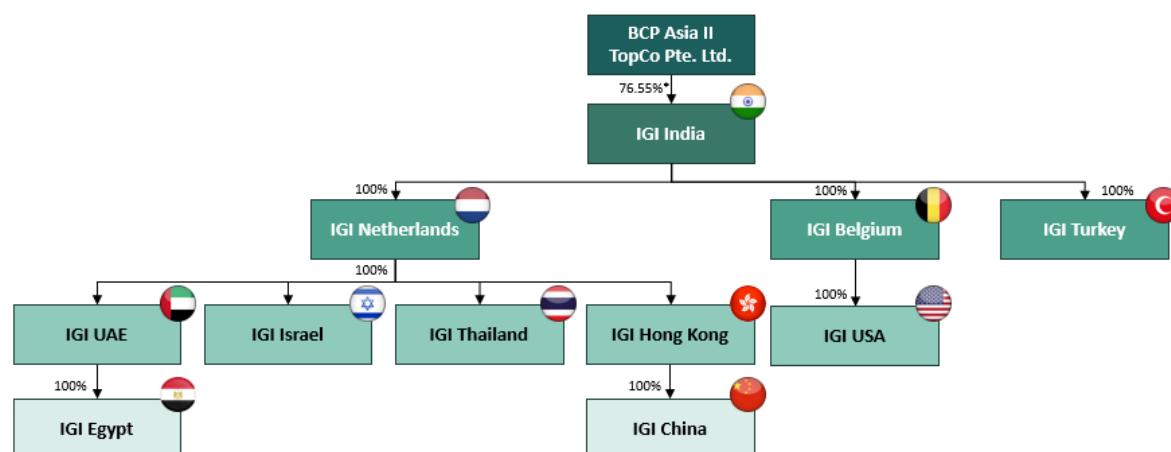 BCP Asia II
TopCo Pte. Ltd.
76.55%*
IGI India
100%
100%
100%
IGI Netherlands
IGI Belgium
IGI Turkey
100%
100%
IGI UAE
IGI Israel
IGI Thailand
IGI Hong Kong
IGI USA
100%
100%
IGI Egypt
IGI China